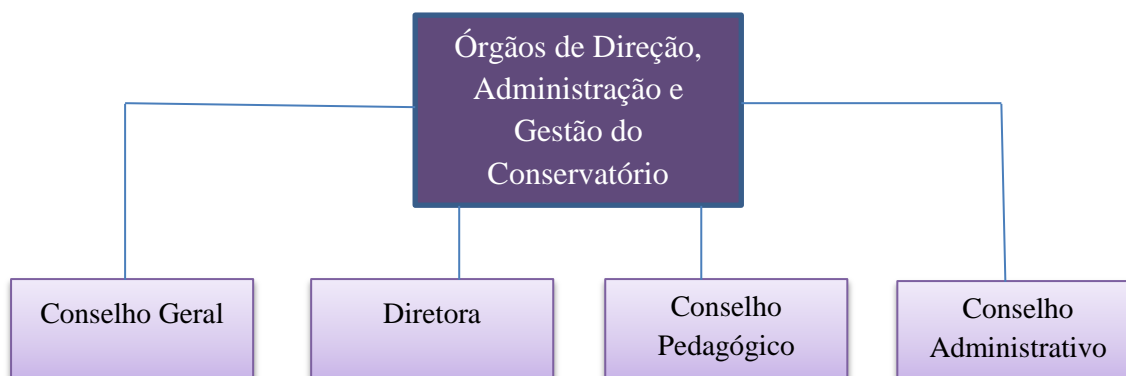 Órgãos de Direção,
Administração e
Gestão do
Conservatório
Conselho Geral
Diretora
Conselho
Pedagógico
Conselho
Administrativo